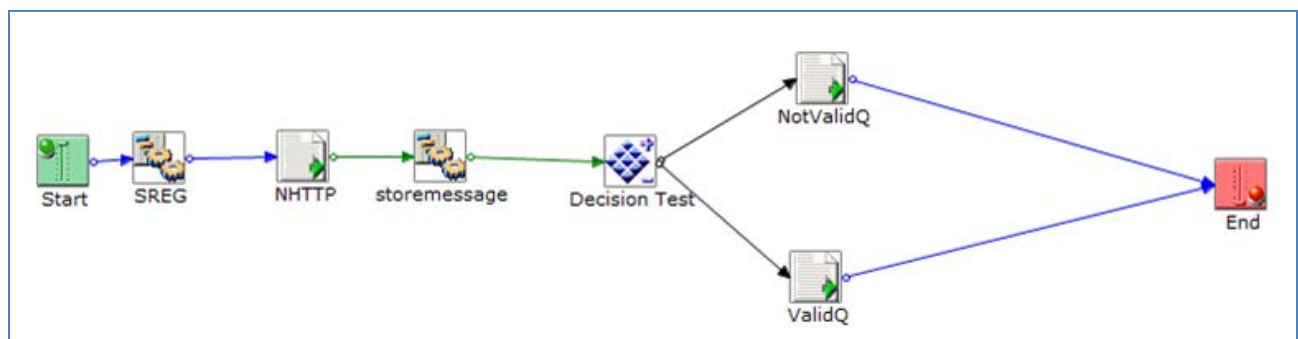 Start
SREG
NHTTP
storemessage
Decision Test
NotValidQ
ValidQ
End